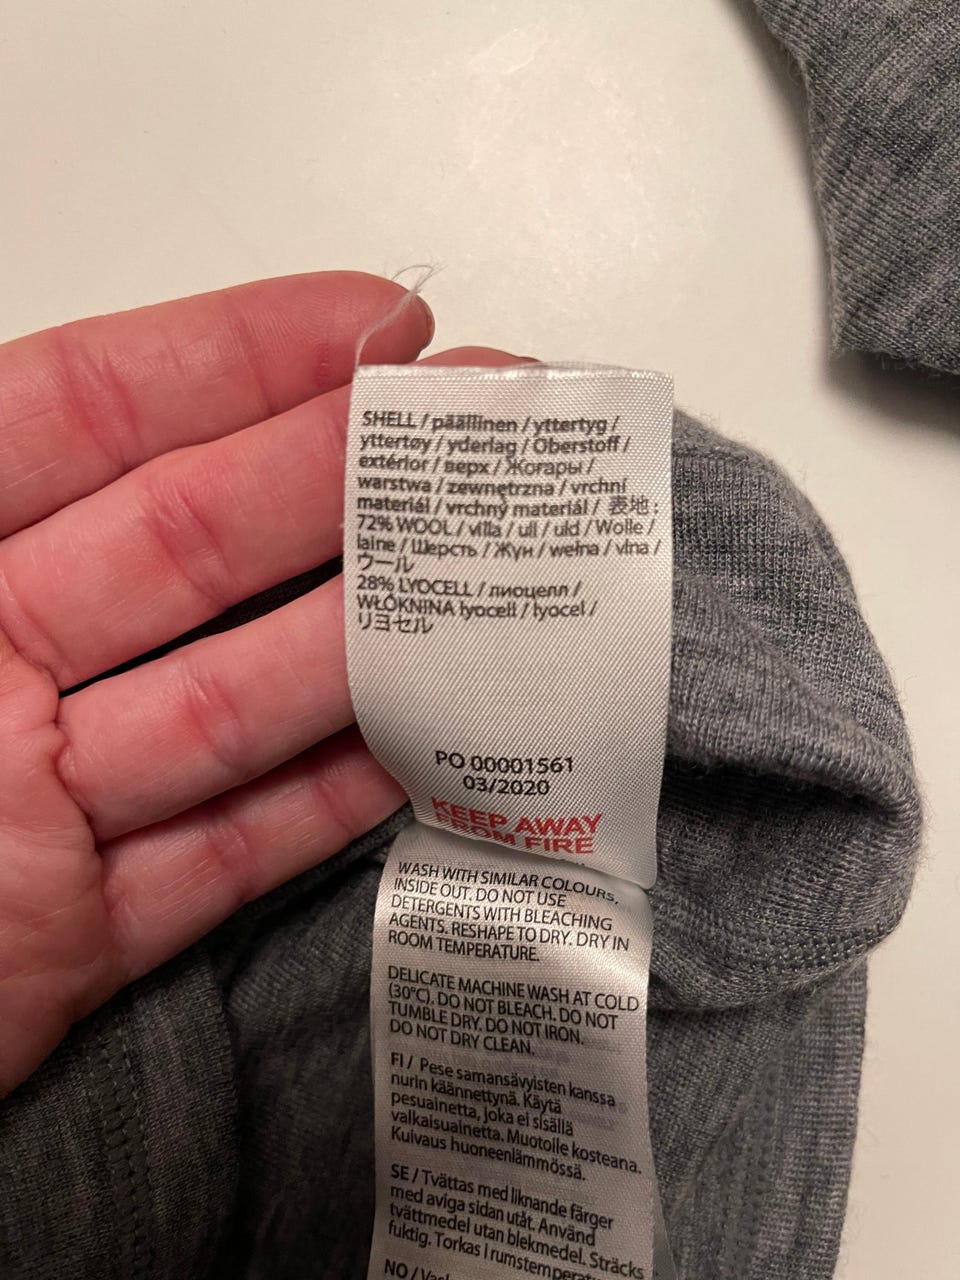 SHELL / päällinen / yttertyg /
yttertøy / yderlag / Oberstoff /
extérior / верх / Жоғары /
warstwa / zewnętrzna / vrchní
materiál / vrchný materiál / 表地 :
72% WOOL / villa / ull / uld / Wolle /
laine / Шерсть / Жүн / wełna / vlna /
ウール
28% LYOCELL / лиоцелл /
WŁÓKNINA lyocell / lyocel /
リヨセル
PO 00001561
03/2020
KEEP AWAY
FROM FIRE
WASH WITH SIMILAR COLOURS,
INSIDE OUT. DO NOT USE
DETERGENTS WITH BLEACHING
AGENTS. RESHAPE TO DRY. DRY IN
ROOM TEMPERATURE.
DELICATE MACHINE WASH AT COLD
(30°C). DO NOT BLEACH. DO NOT
TUMBLE DRY. DO NOT IRON.
DO NOT DRY CLEAN.
FI / Pese samansävyisten kanssa
nurin käännettynä. Käytä
pesuainetta, joka ei sisällä
valkaisuainetta. Muotoile kosteana.
Kuivaus huoneenlämmössä.
SE / Tvättas med liknande färger
med aviga sidan utåt. Använd
tvättmedel utan blekmedel. Sträcks
fuktig. Torkas i rumstemperatu
NO /